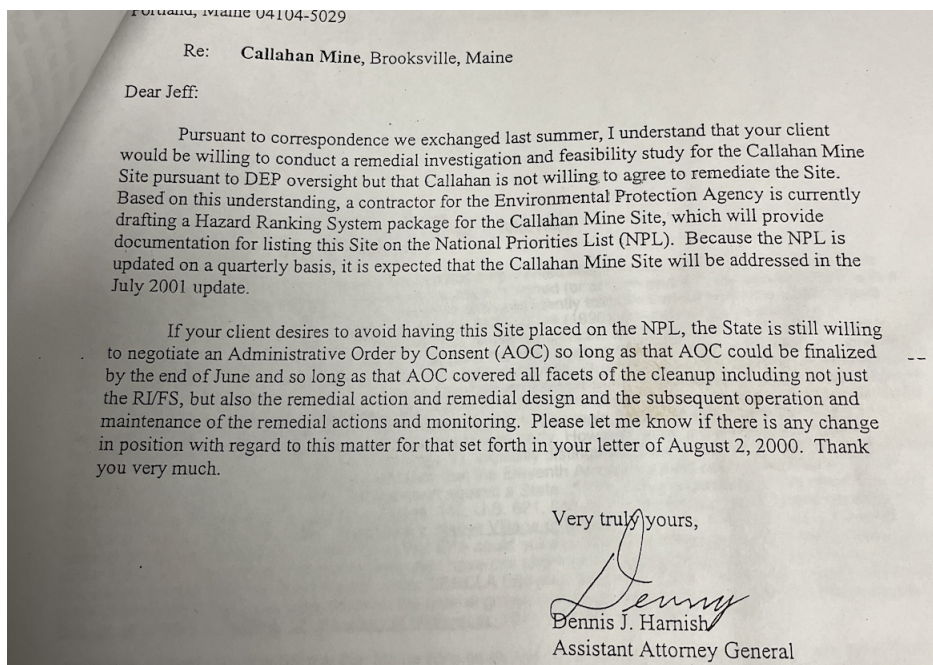 Portland, Maine 04104-5029
Re: Callahan Mine, Brooksville, Maine
Dear Jeff:
Pursuant to correspondence we exchanged last summer, I understand that your client
would be willing to conduct a remedial investigation and feasibility study for the Callahan Mine
Site pursuant to DEP oversight but that Callahan is not willing to agree to remediate the Site.
Based on this understanding, a contractor for the Environmental Protection Agency is currently
drafting a Hazard Ranking System package for the Callahan Mine Site, which will provide
documentation for listing this Site on the National Priorities List (NPL). Because the NPL is
updated on a quarterly basis, it is expected that the Callahan Mine Site will be addressed in the
July 2001 update.
If your client desires to avoid having this Site placed on the NPL, the State is still willing
to negotiate an Administrative Order by Consent (AOC) so long as that AOC could be finalized
by the end of June and so long as that AOC covered all facets of the cleanup including not just
the RI/FS, but also the remedial action and remedial design and the subsequent operation and
maintenance of the remedial actions and monitoring. Please let me know if there is any change
in position with regard to this matter for that set forth in your letter of August 2, 2000. Thank
you very much.
Very truly yours,
Denny
Dennis J. Harnish
Assistant Attorney General